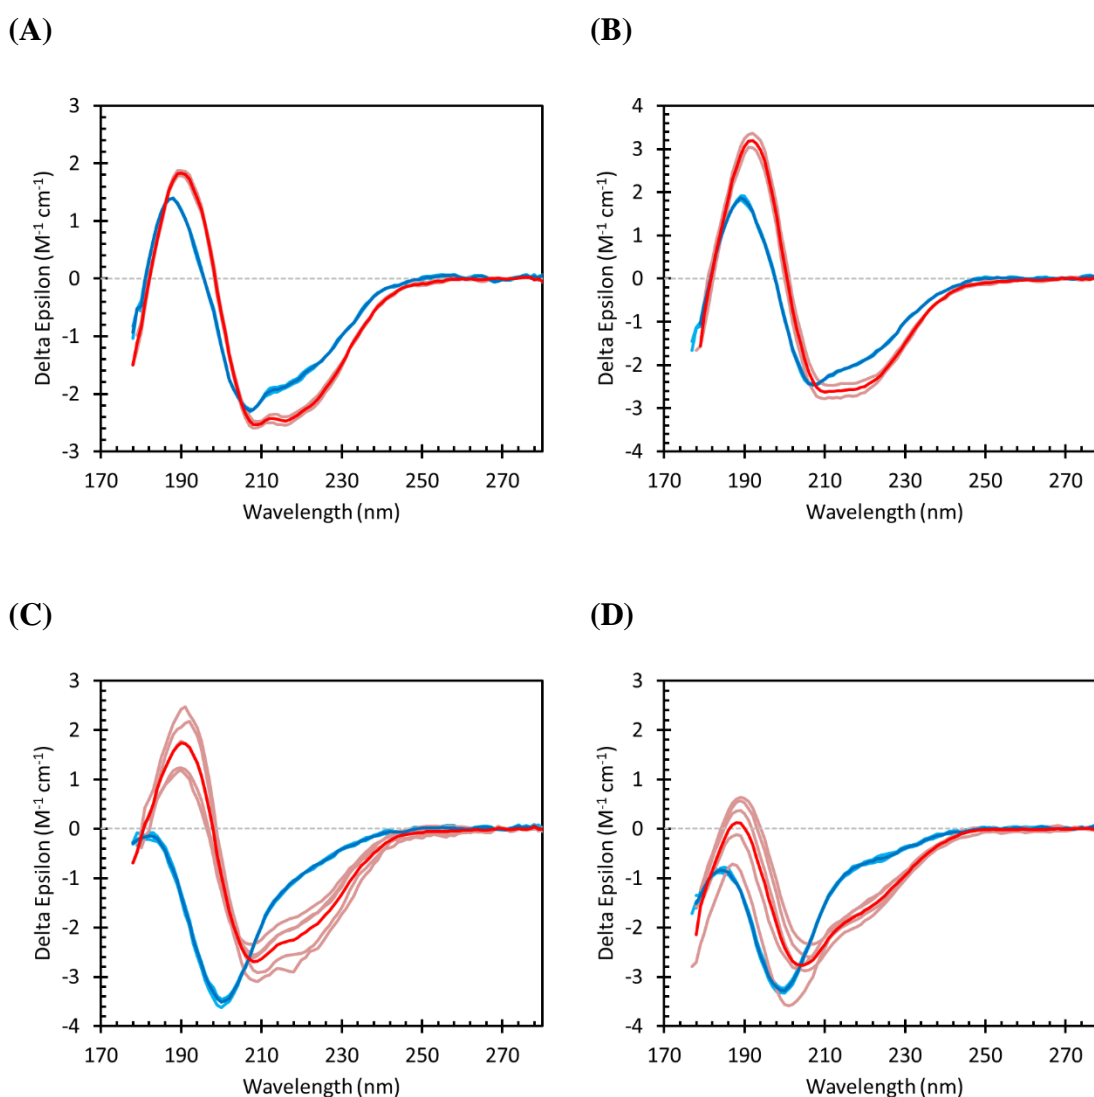 (A)
(B)
Delta Epsilon (M-1 cm-1)
3
2
1
0
-1
-2
-3
170 190 210 230 250 270
Wavelength (nm)
Delta Epsilon (M-1 cm-1)
4
3
2
1
0
-1
-2
-3
-4
170 190 210 230 250 270
Wavelength (nm)
(C)
(D)
Delta Epsilon (M-1 cm-1)
3
2
1
0
-1
-2
-3
-4
170 190 210 230 250 270
Wavelength (nm)
Delta Epsilon (M-1 cm-1)
3
2
1
0
-1
-2
-3
-4
170 190 210 230 250 270
Wavelength (nm)